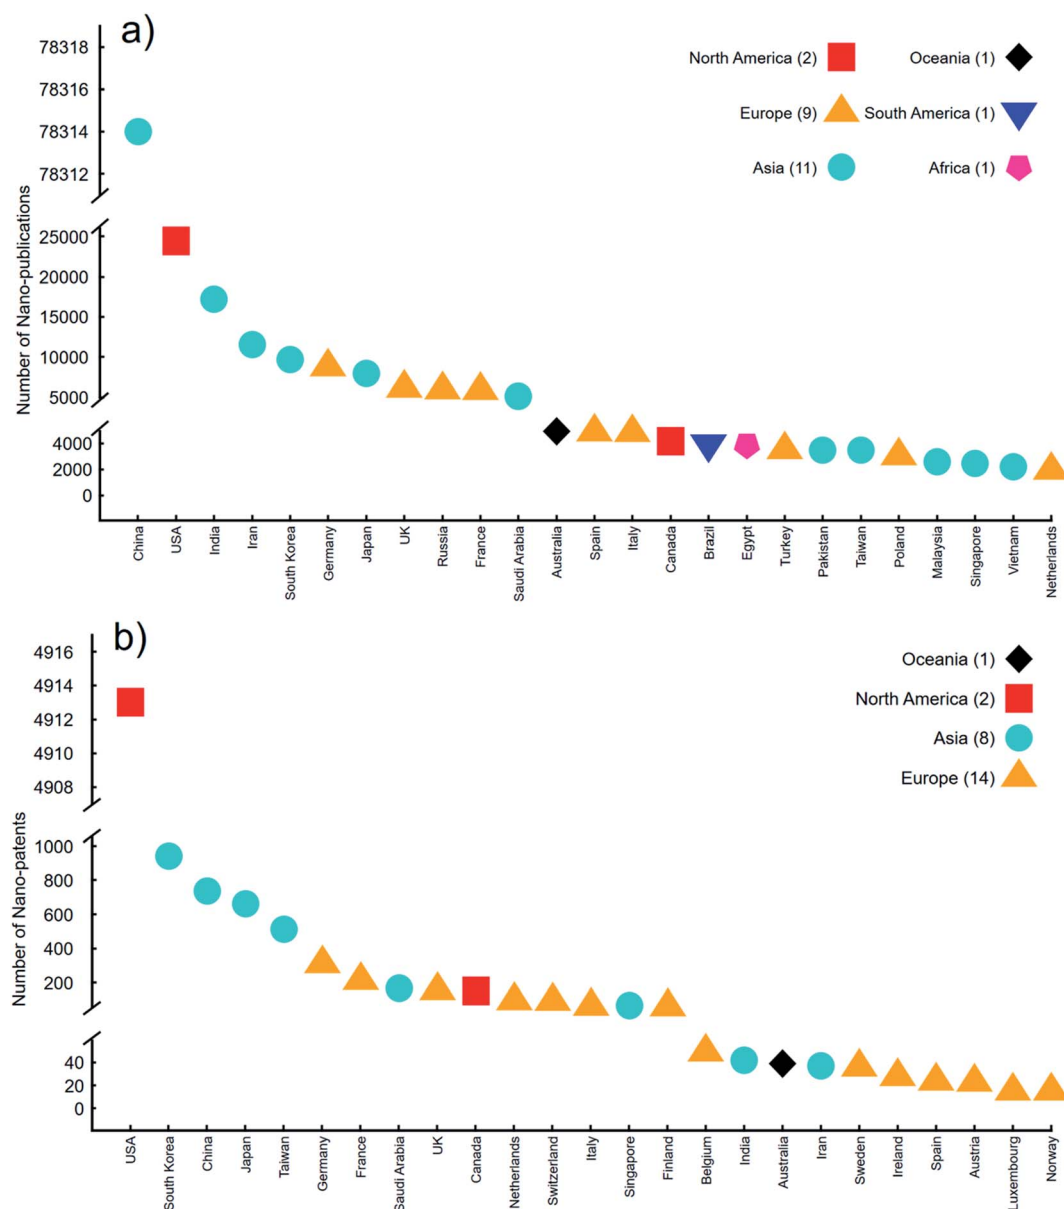 a)
78318
78316
78314
78312
25000
20000
15000
10000
5000
4000
2000
0
Number of Nano-publications
North America (2)
Oceania (1)
Europe (9)
South America (1)
Asia (11)
Africa (1)
China
USA
India
Iran
South Korea
Germany
Japan
UK
Russia
France
Saudi Arabia
Australia
Spain
Italy
Canada
Brazil
Egypt
Turkey
Pakistan
Taiwan
Poland
Malaysia
Singapore
Vietnam
Netherlands
b)
4916
4914
4912
4910
4908
1000
800
600
400
200
40
20
0
Number of Nano-patents
Oceania (1)
North America (2)
Asia (8)
Europe (14)
USA
South Korea
China
Japan
Taiwan
Germany
France
Saudi Arabia
UK
Canada
Netherlands
Switzerland
Italy
Singapore
Finland
Belgium
India
Australia
Iran
Sweden
Ireland
Spain
Austria
Luxembourg
Norway